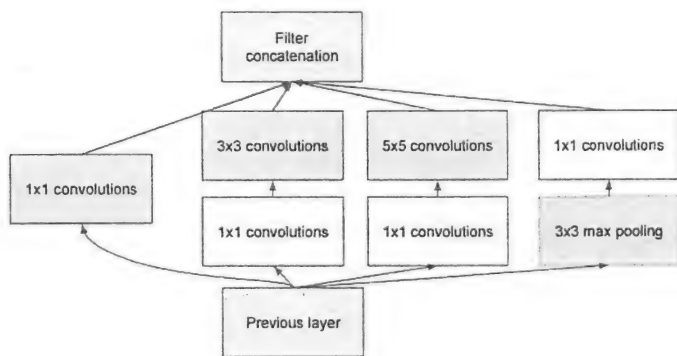 Filter
concatenation
3x3 convolutions
5x5 convolutions
1x1 convolutions
1x1 convolutions
1x1 convolutions
1x1 convolutions
3x3 max pooling
Previous layer